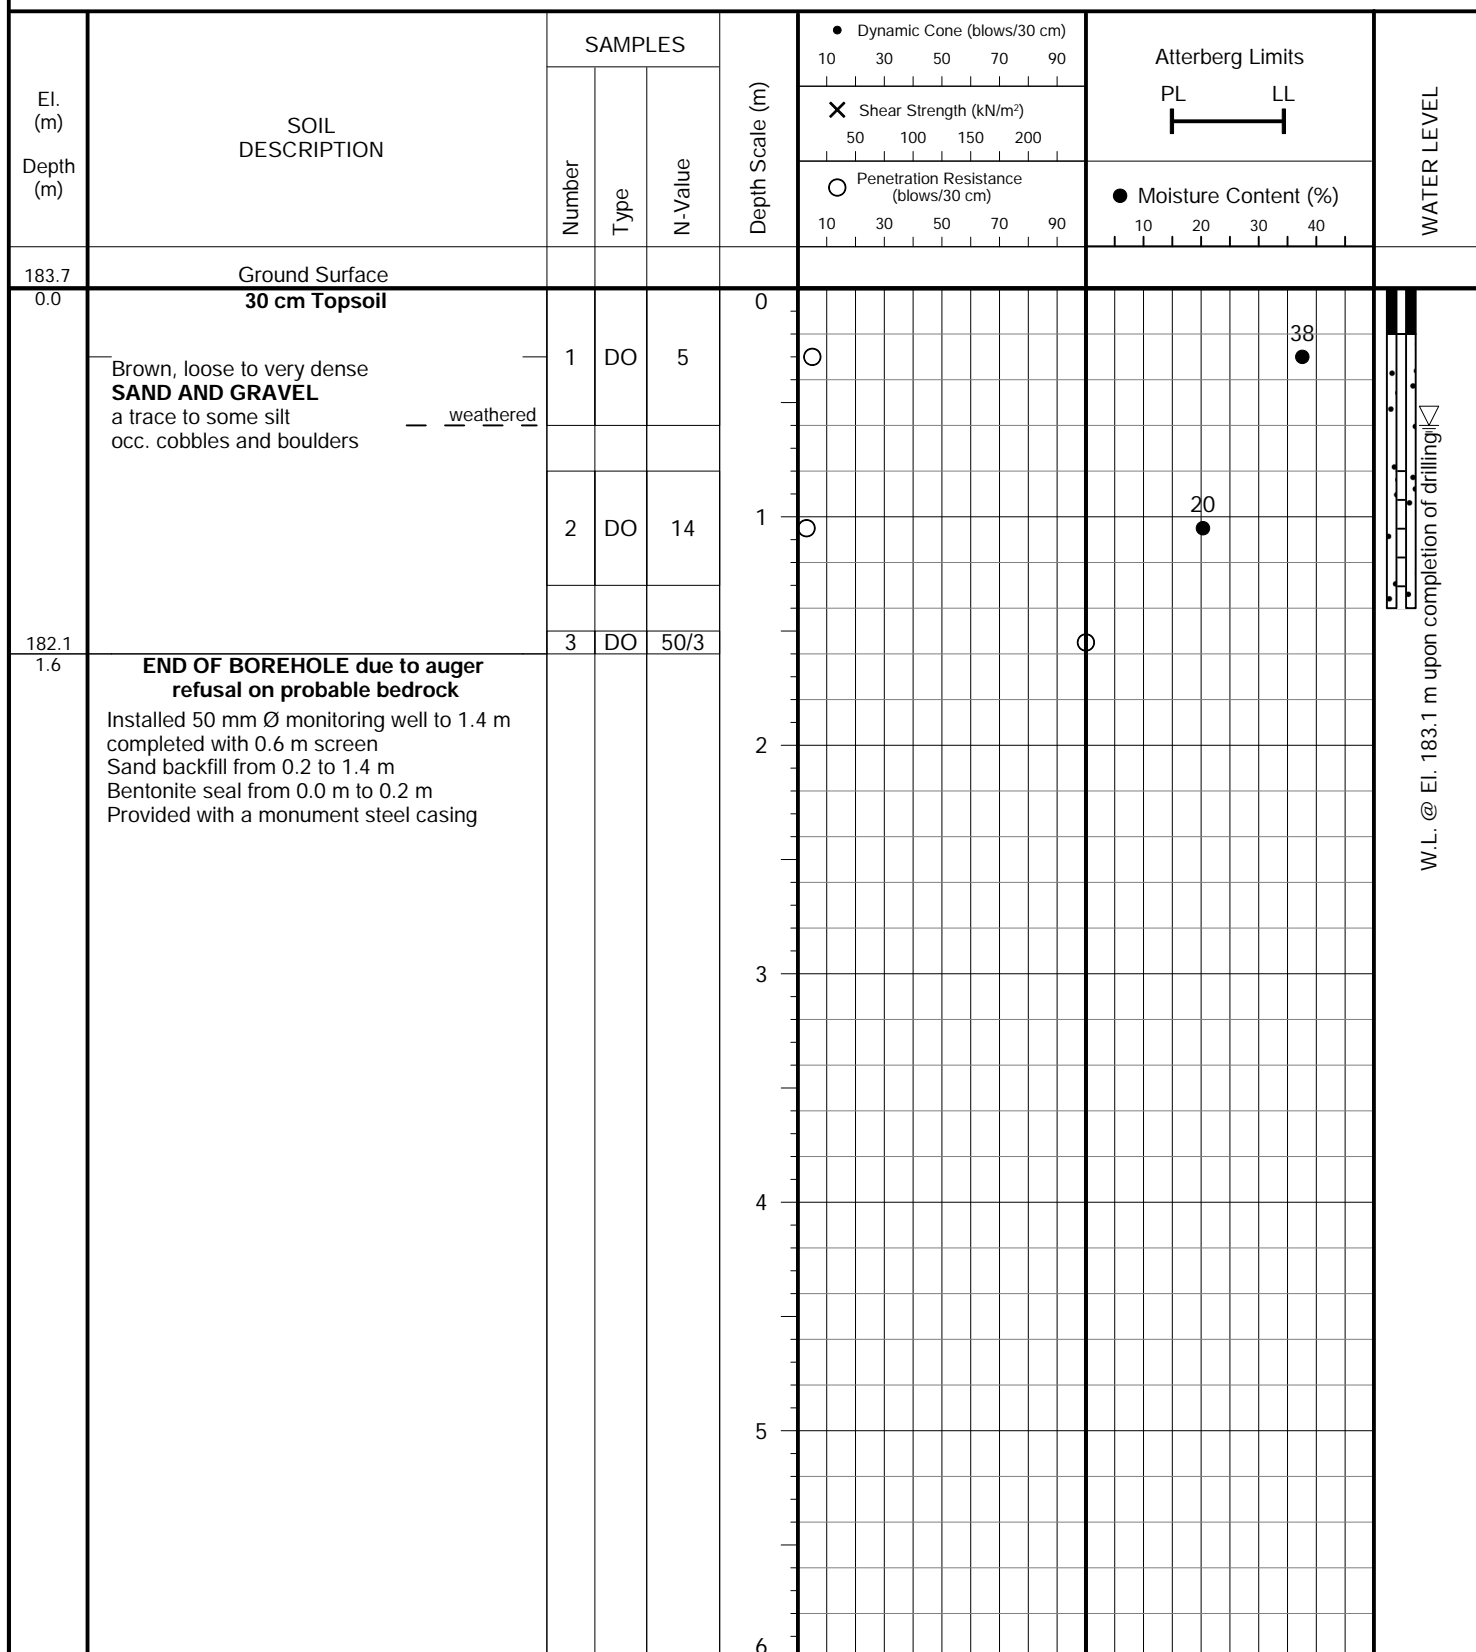 El.
(m)
Depth
(m)
SOIL
DESCRIPTION
SAMPLES
Number
Type
N-Value
Depth Scale (m)
● Dynamic Cone (blows/30 cm)
10 30 50 70 90
X Shear Strength (kN/m²)
50 100 150 200
O Penetration Resistance
(blows/30 cm)
10 30 50 70 90
Atterberg Limits
PL LL
● Moisture Content (%)
10 20 30 40
WATER LEVEL
183.7
Ground Surface
0.0
30 cm Topsoil
0
38
1 DO 5
Brown, loose to very dense
SAND AND GRAVEL
a trace to some silt
weathered
occ. cobbles and boulders
20
1
2 DO 14
182.1
3 DO 50/3
1.6
END OF BOREHOLE due to auger
refusal on probable bedrock
Installed 50 mm Ø monitoring well to 1.4 m
completed with 0.6 m screen
Sand backfill from 0.2 to 1.4 m
Bentonite seal from 0.0 m to 0.2 m
Provided with a monument steel casing
W.L. @ El. 183.1 m upon completion of drilling
2
3
4
5
6